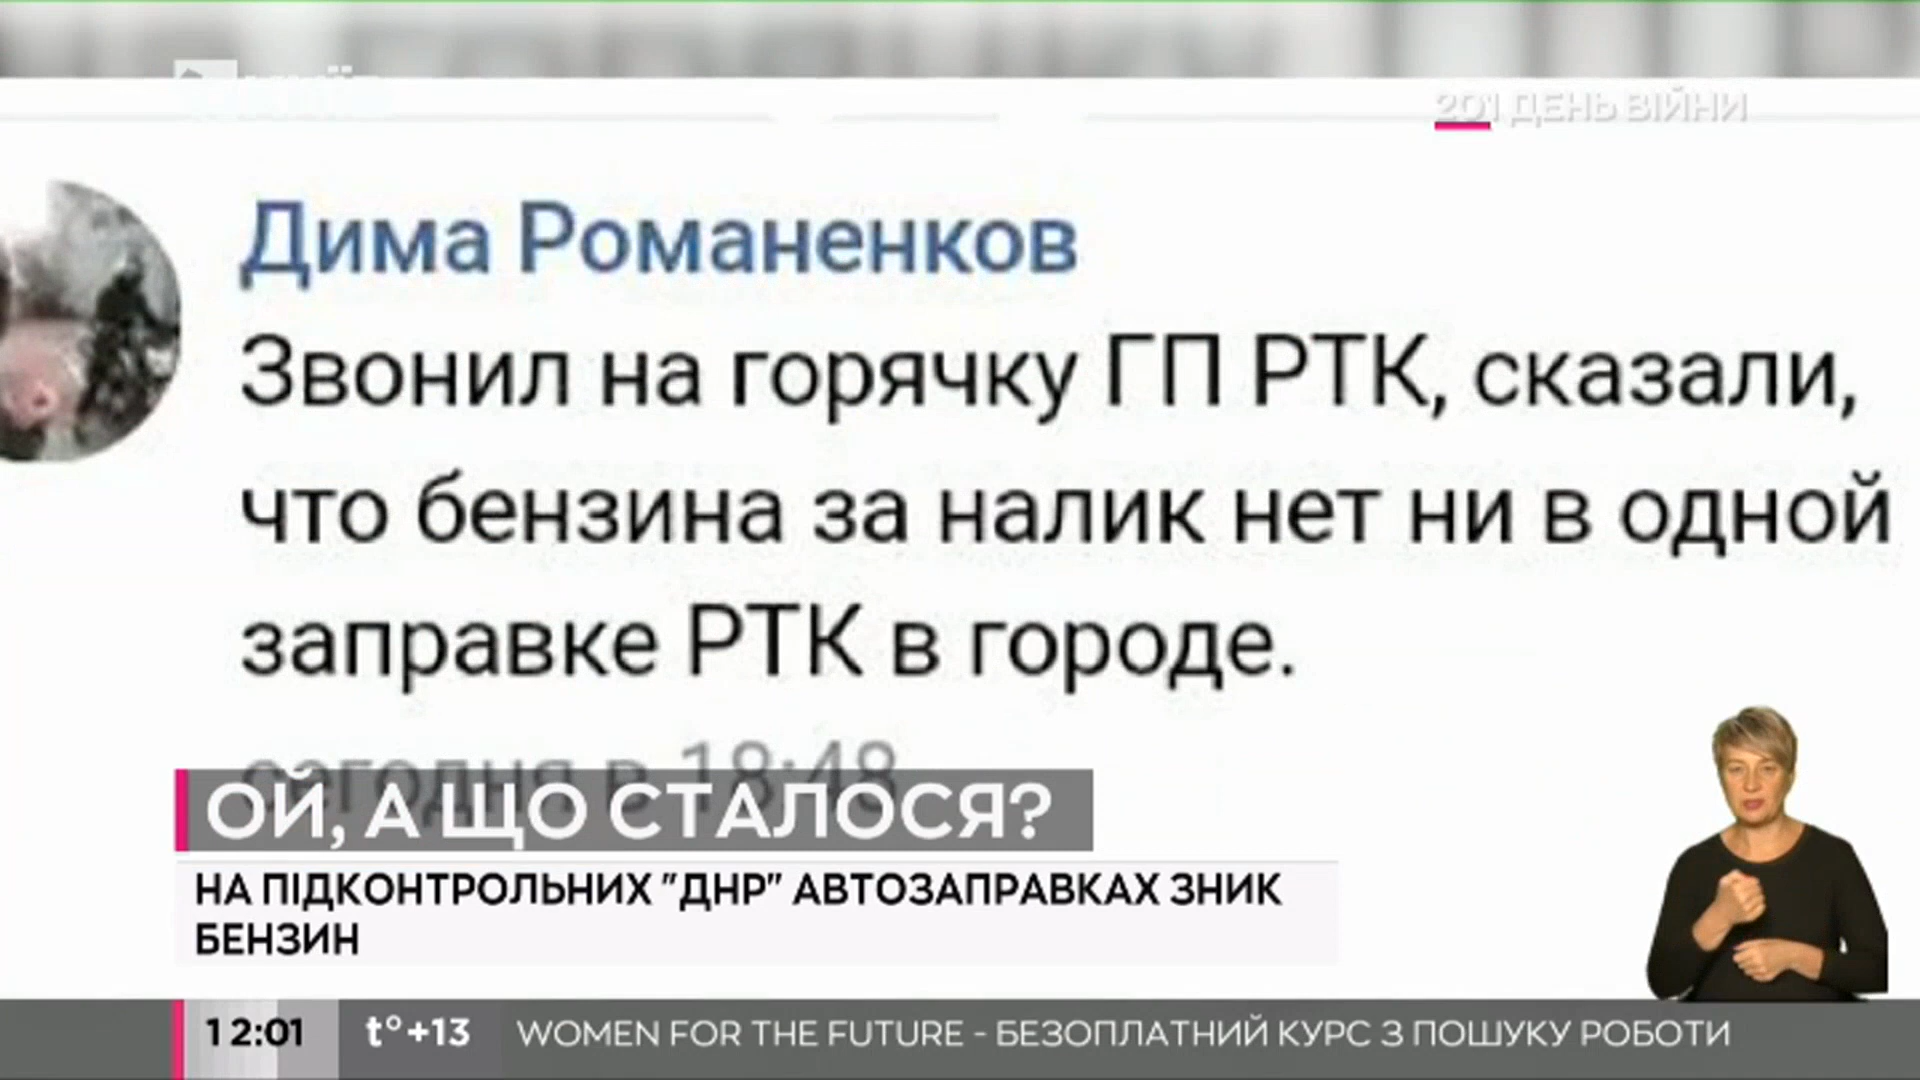 201 ДЕНЬ ВІЙНИ
Дима Романенков
Звонил на горячку ГП РТК, сказали,
что бензина за налик нет ни в одной
заправке РТК в городе.
сегодня в 18:48
ОЙ, А ЩО СТАЛОСЯ?
НА ПІДКОНТРОЛЬНИХ "ДНР" АВТОЗАПРАВКАХ ЗНИК
БЕНЗИН
12:01 t°+13 WOMEN FOR THE FUTURE - БЕЗОПЛАТНИЙ КУРС З ПОШУКУ РОБОТИ